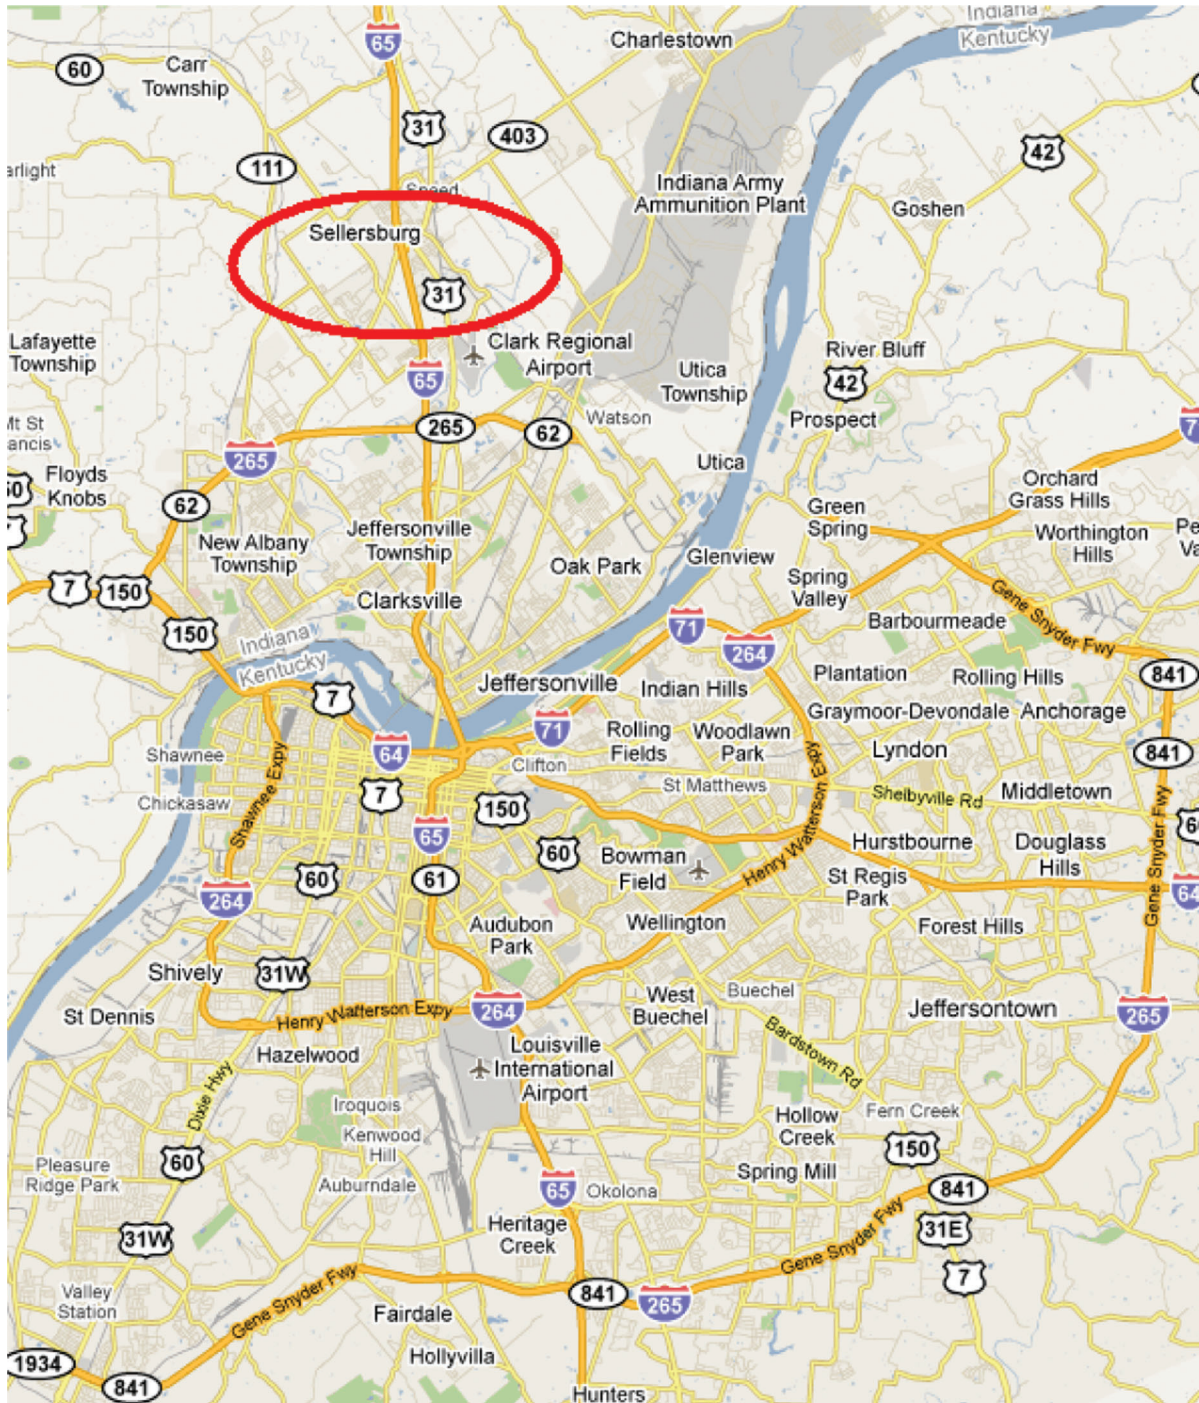 Indiana
Kentucky
65
Charlestown
60
Carr
Township
31
403
42
111
arlight
Indiana Army
Ammunition Plant
Speed
Goshen
Sellersburg
31
Lafayette
Township
Clark Regional
Airport
River Bluff
65
Utica
Township
42
Watson
Prospect
Mt St
ancis
265
62
265
Floyds
Knobs
Utica
Orchard
Grass Hills
62
Green
Spring
Worthington
Hills
New Albany
Township
Jeffersonville
Township
Glenview
Oak Park
7
150
Spring
Valley
Clarksville
Gene Snyder Fwy
150
Indiana
Kentucky
71
264
Barbourmeade
Plantation
Rolling Hills
841
Jeffersonville
Indian Hills
7
Graymoor-Devondale
Anchorage
71
Rolling
Fields
Woodlawn
Park
64
Lyndon
841
Shawnee
Clifton
St Matthews
Shelbyville Rd
Middletown
Chickasaw
7
150
Shawnee Expy
Henry Watterson Expy
65
60
Bowman
Field
Hurstbourne
Douglass
Hills
60
61
St Regis
Park
64
264
Gene Snyder Fwy
Audubon
Park
Wellington
Forest Hills
Shively
31W
West
Buechel
Buechel
St Dennis
Henry Watterson Expy
264
Jeffersontown
265
Hazelwood
Louisville
International
Airport
Bardstown Rd
Dixie Hwy
Iroquois
Hollow
Creek
Fern Creek
Kenwood
Hill
60
Pleasure
Ridge Park
Auburndale
Spring Mill
150
65
Okolona
841
31W
Heritage
Creek
31E
Gene Snyder Fwy
7
Valley
Station
Gene Snyder Fwy
841
265
Fairdale
1934
Hollyvilla
841
Hunters